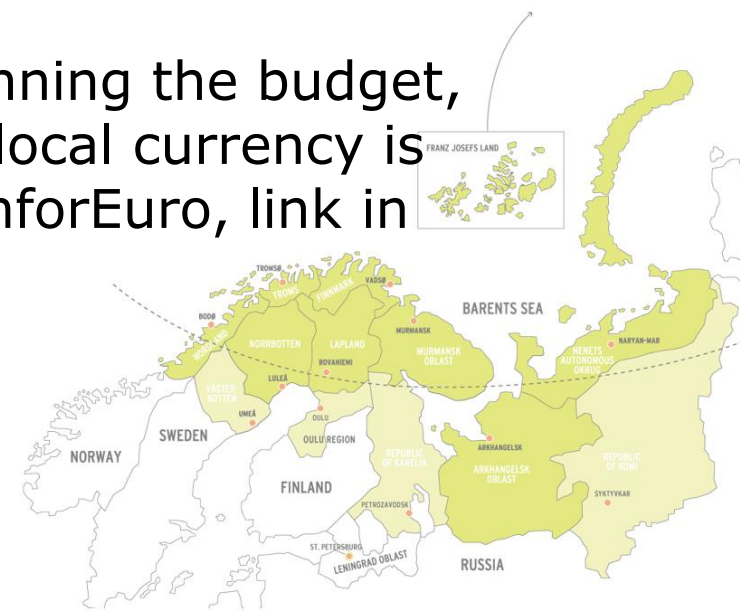 nning the budget,
local currency is
nforEuro, link in
FRANZ JOSEFS LAND
TROMSØ
VADSØ
TROMS
FINNMARK
BARENTS SEA
BODØ
MURMANSK
NORDLAND
NORRBOTTEN
LAPLAND
MURMANSK
OBLAST
NARYAN-MAR
NENETS
AUTONOMOUS
OKRUG
ROVANIEMI
LULEÅ
VÄSTER-
BOTTEN
UMEÅ
OULU
SWEDEN
OULU REGION
NORWAY
ARKHANGELSK
REPUBLIC
OF KARELIA
ARKHANGELSK
OBLAST
REPUBLIC
OF KOMI
FINLAND
SYKTYVKAR
PETROZAVODSK
ST. PETERSBURG
LENINGRAD OBLAST
RUSSIA